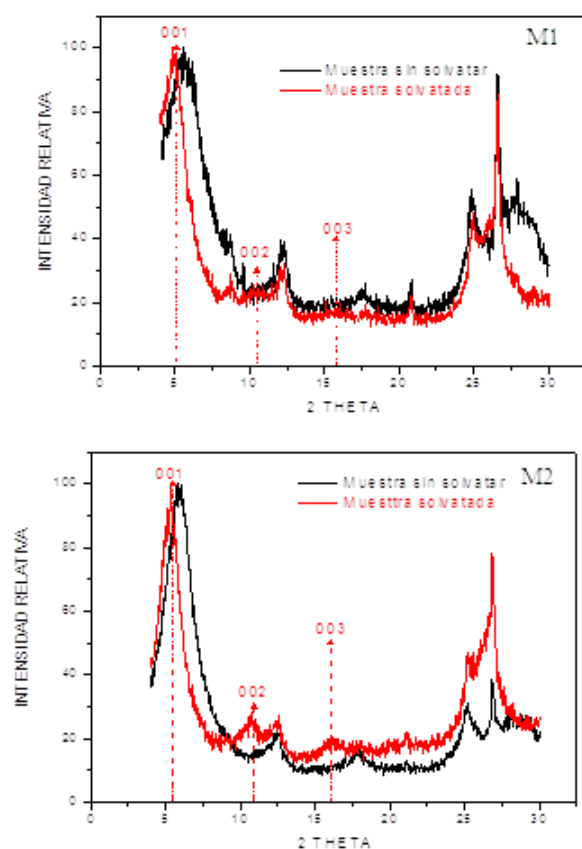 M1
001
Muestra sin solvatar
Muestra solvatada
002
003
INTENSIDAD RELATIVA
100
80
60
40
20
0
0 5 10 15 20 25 30
2 THETA
M2
001
Muestra sin solvatar
Muesttra solvatada
003
002
INTENSIDAD RELATIVA
100
80
60
40
20
0
0 5 10 15 20 25 30
2 THETA